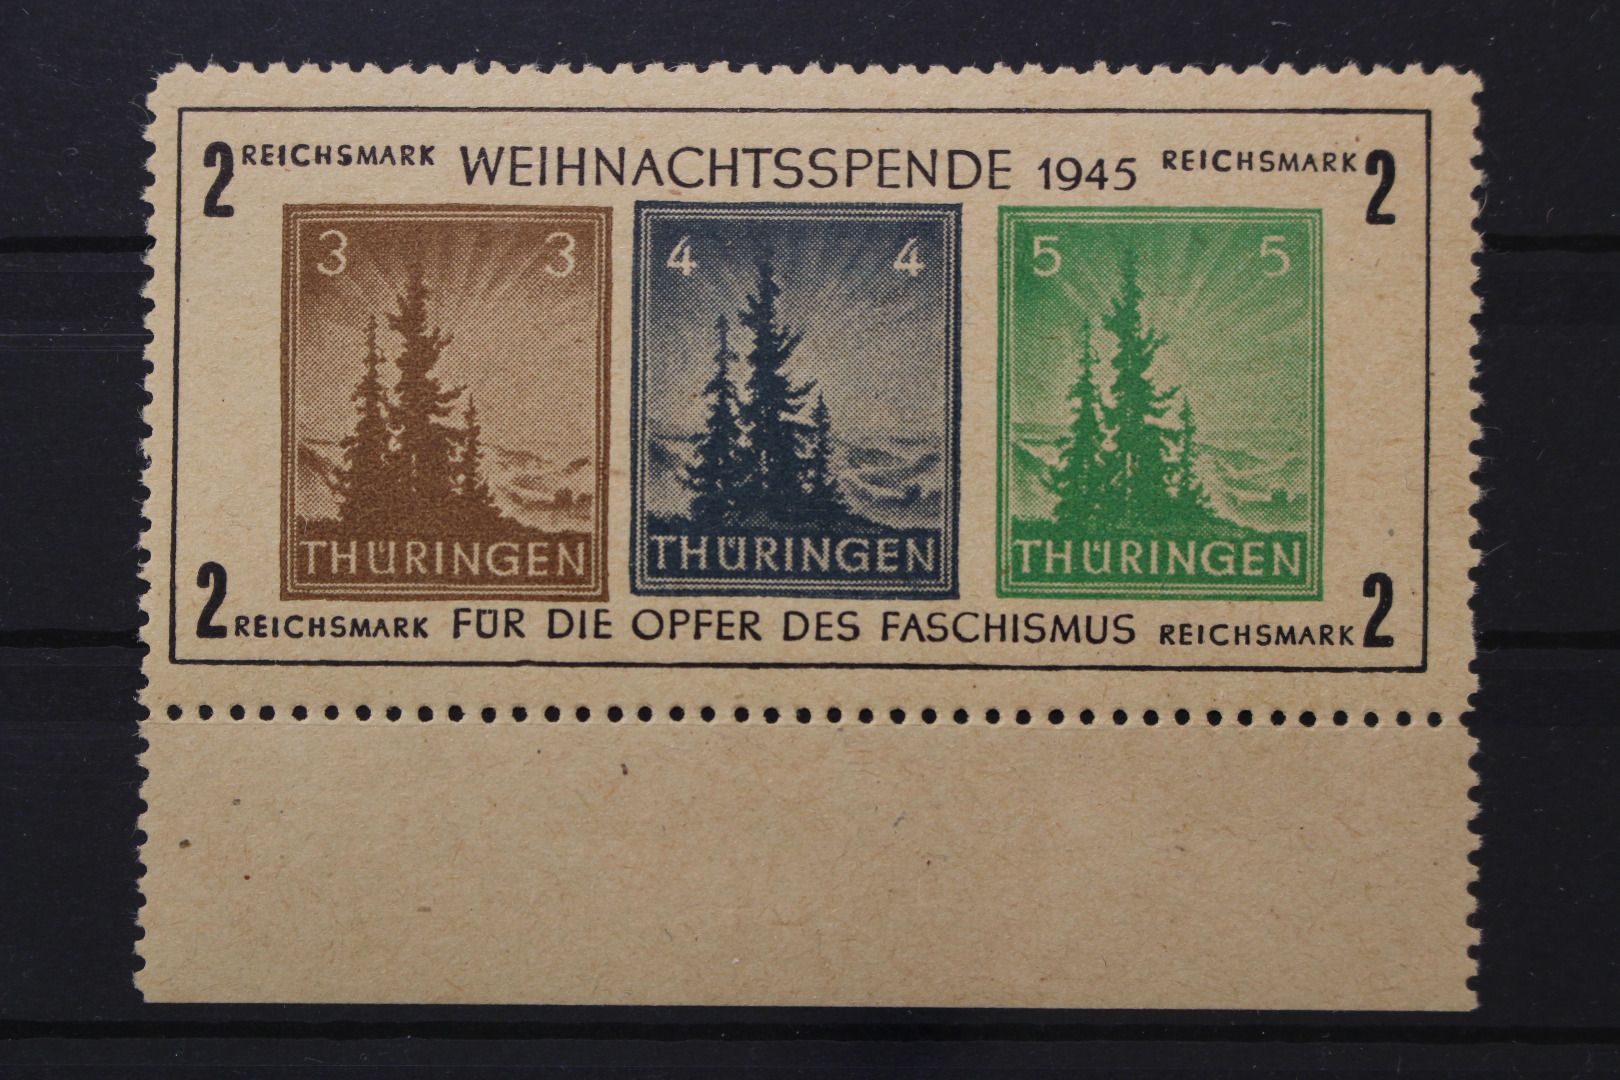 2 REICHSMARK WEIHNACHTSSPENDE 1945 REICHSMARK 2
3 3 4 4 5 5
THÜRINGEN THÜRINGEN THÜRINGEN
2 REICHSMARK FÜR DIE OPFER DES FASCHISMUS REICHSMARK 2